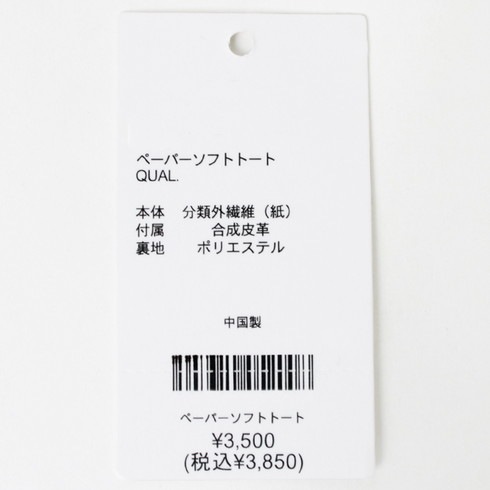 ペーパーソフトトート
QUAL.
本体 分類外繊維（紙）
付属 合成皮革
裏地 ポリエステル
中国製
ペーパーソフトトート
¥3,500
(税込¥3,850)